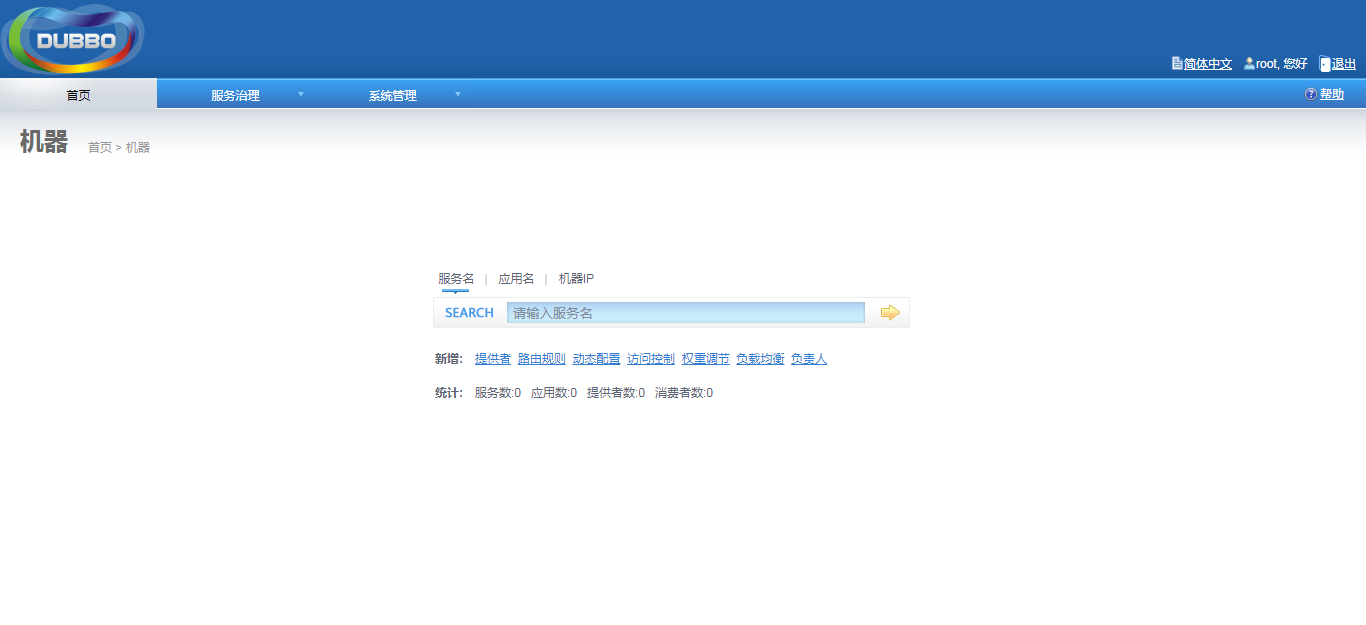 DUBBO
简体中文 root, 您好 退出
首页 服务治理 系统管理 帮助
机器 首页 > 机器
服务名 | 应用名 | 机器IP
SEARCH 请输入服务名
新增: 提供者 路由规则 动态配置 访问控制 权重调节 负载均衡 负责人
统计: 服务数:0 应用数:0 提供者数:0 消费者数:0